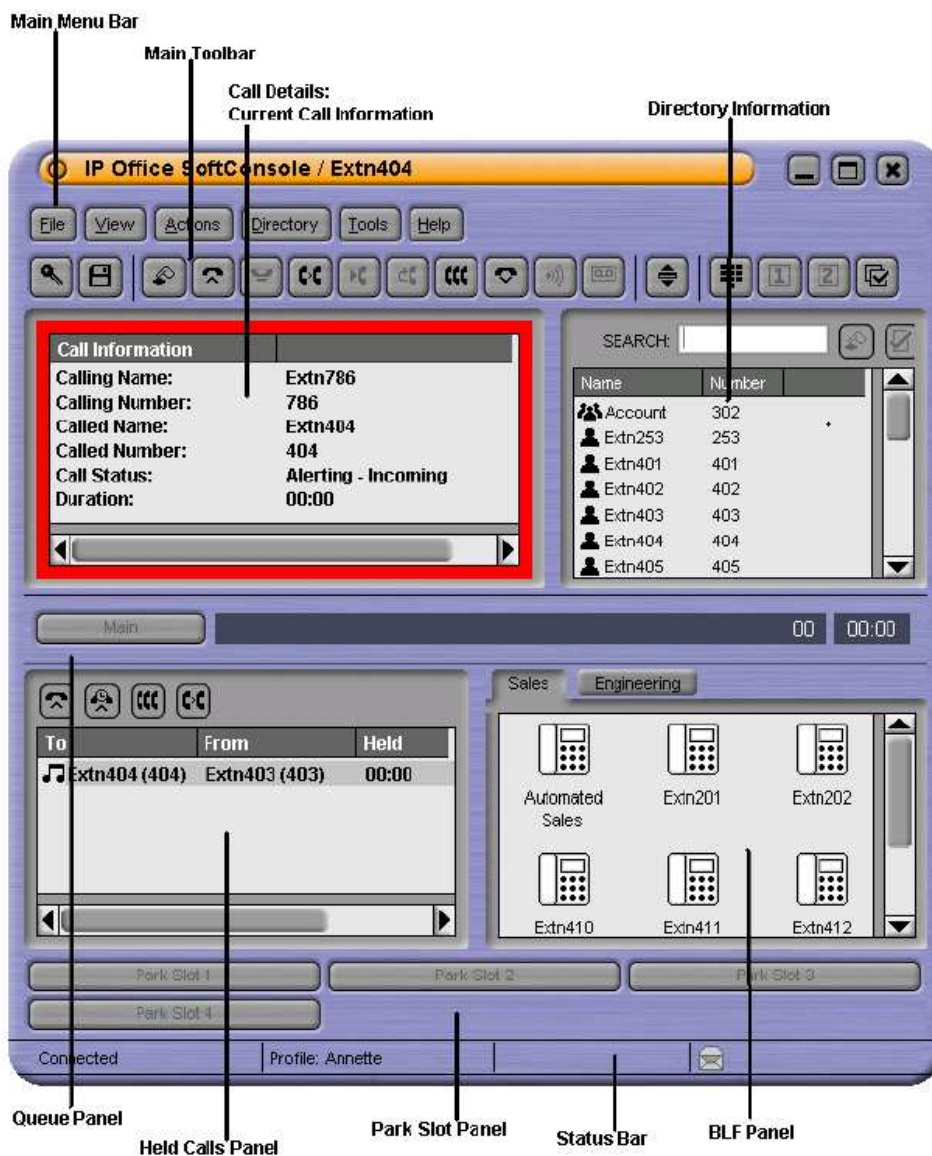 Main Menu Bar
Main Toolbar
Call Details:
Current Call Information
Directory Information
IP Office SoftConsole / Extn404
File View Actions Directory Tools Help
1 2
Call Information
Calling Name: Extn786
Calling Number: 786
Called Name: Extn404
Called Number: 404
Call Status: Alerting - Incoming
Duration: 00:00
SEARCH:
Name Number
Account 302
Extn253 253
Extn401 401
Extn402 402
Extn403 403
Extn404 404
Extn405 405
Main 00 00:00
To From Held
Extn404 (404) Extn403 (403) 00:00
Sales Engineering
Automated Sales
Extn201
Extn202
Extn410
Extn411
Extn412
Park Slot 1 Park Slot 2 Park Slot 3
Park Slot 4
Connected Profile: Annette
Queue Panel
Held Calls Panel
Park Slot Panel
Status Bar
BLF Panel